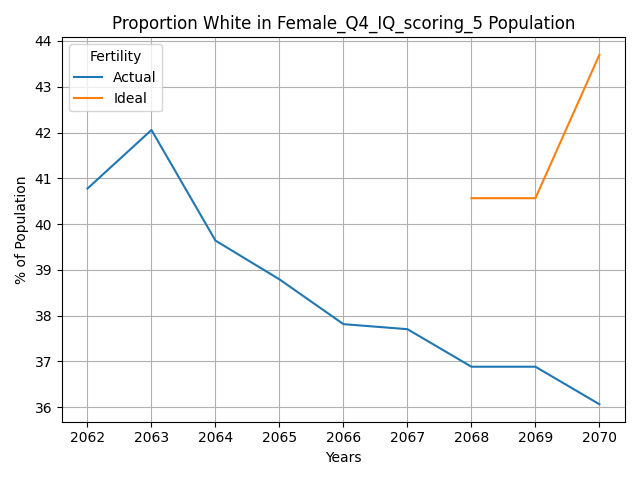 Proportion White in Female_Q4_IQ_scoring_5 Population
Fertility
Actual
Ideal
44
43
42
41
40
39
38
37
36
% of Population
2062 2063 2064 2065 2066 2067 2068 2069 2070
Years